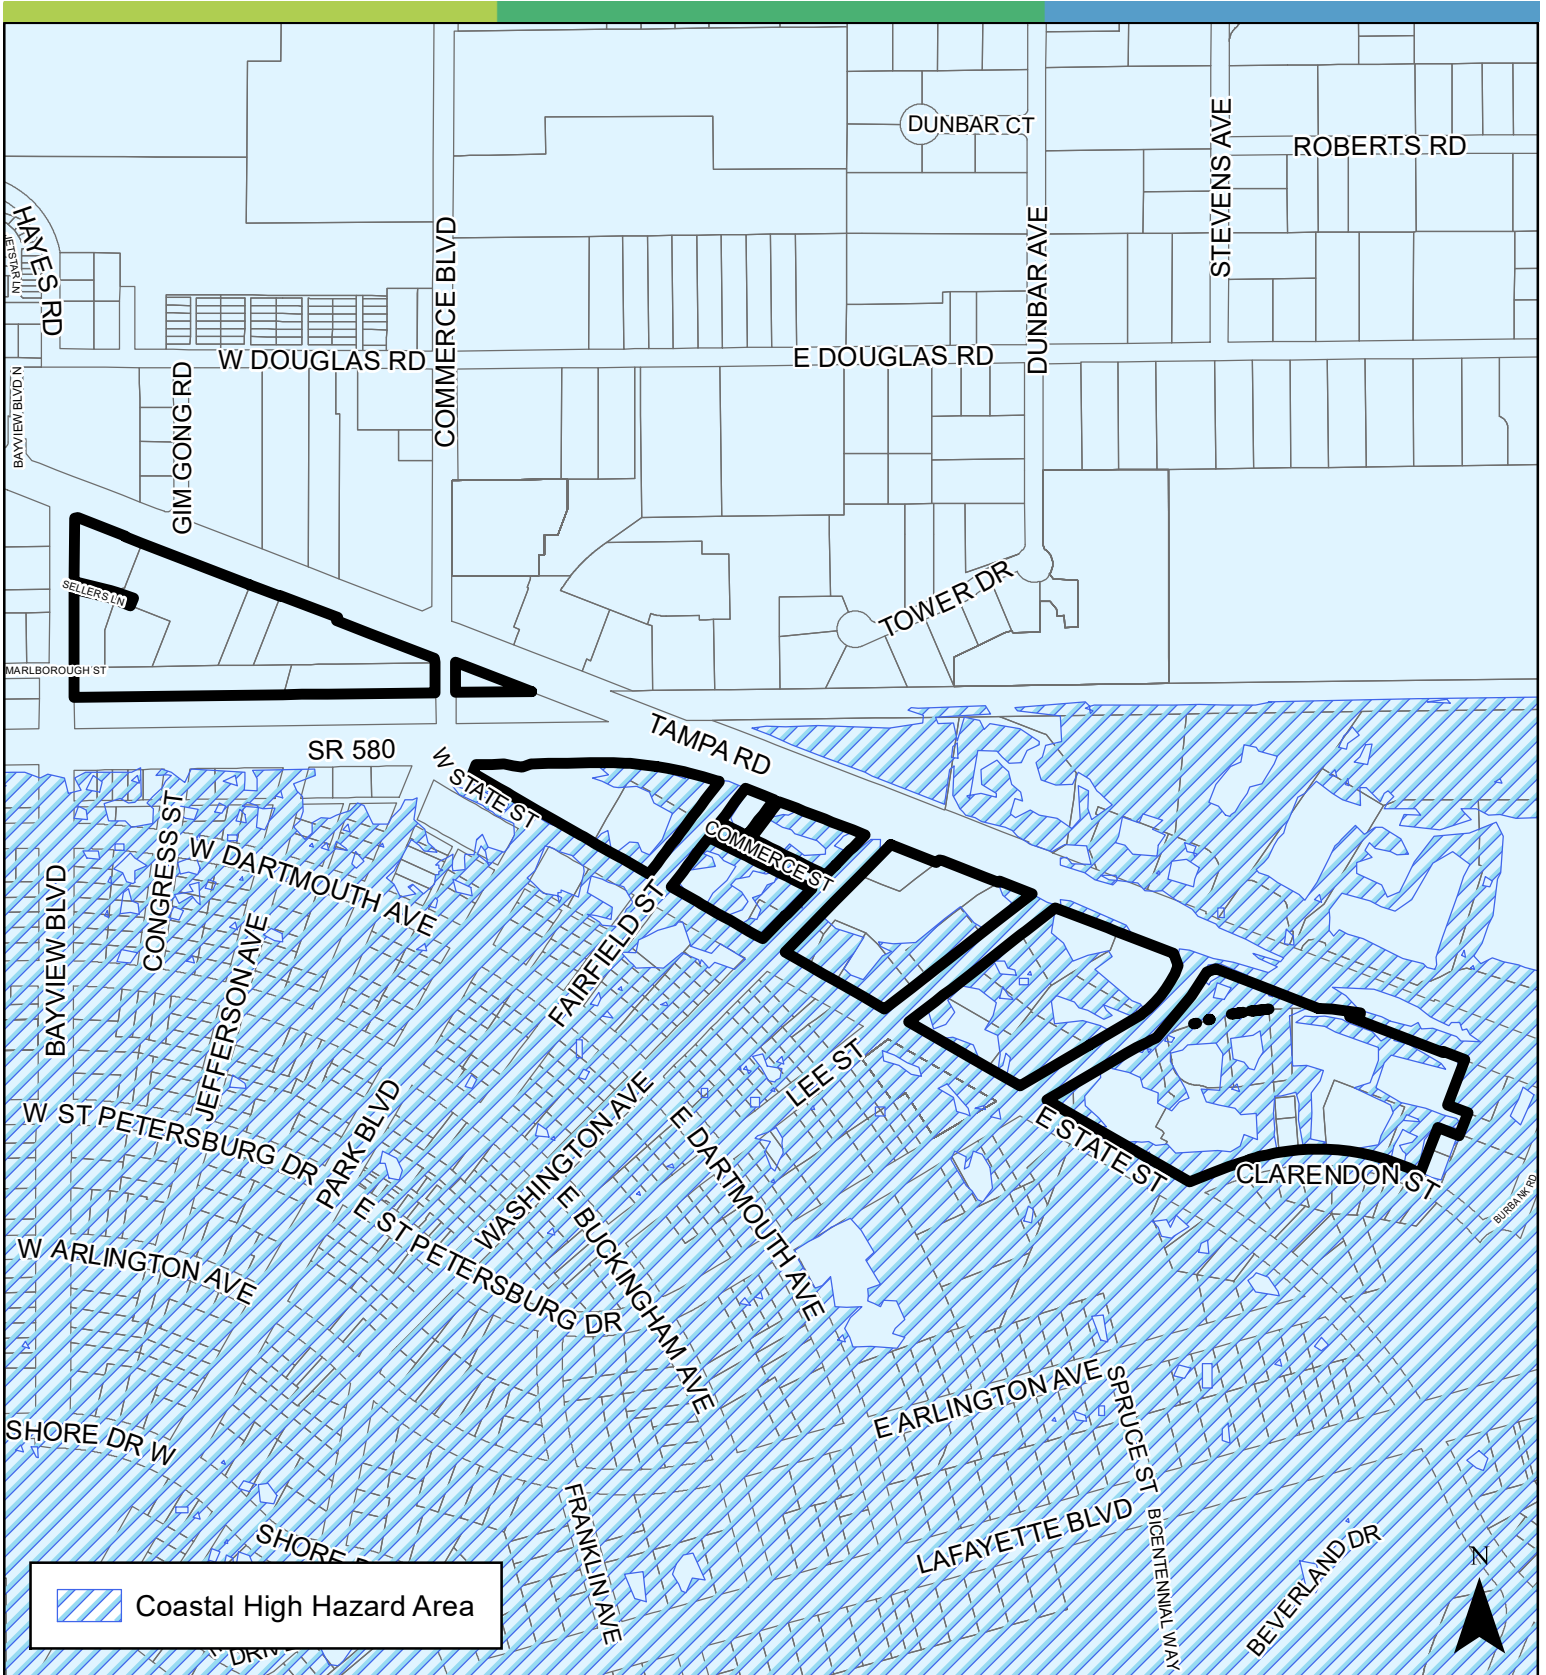 DUNBAR CT
ROBERTS RD
STEVENS AVE
HAYES RD
JETSTAR LN
COMMERCE BLVD
DUNBAR AVE
W DOUGLAS RD
E DOUGLAS RD
GIM GONG RD
BAYVIEW BLVD N
TOWER DR
SELLERS LN
MARLBOROUGH ST
TAMPA RD
SR 580
W STATE ST
COMMERCE ST
CONGRESS ST
W DARTMOUTH AVE
BAYVIEW BLVD
JEFFERSON AVE
FAIRFIELD ST
LEE ST
W ST PETERSBURG DR
PARK BLVD
WASHINGTON AVE
E DARTMOUTH AVE
E STATE ST
CLARENDON ST
BURBANK RD
E ST PETERSBURG DR
E BUCKINGHAM AVE
W ARLINGTON AVE
E ARLINGTON AVE
SPRUCE ST
SHORE DR W
FRANKLIN AVE
LAFAYETTE BLVD
BICENTENNIAL WAY
BEVERLAND DR
SHORE
N
Coastal High Hazard Area